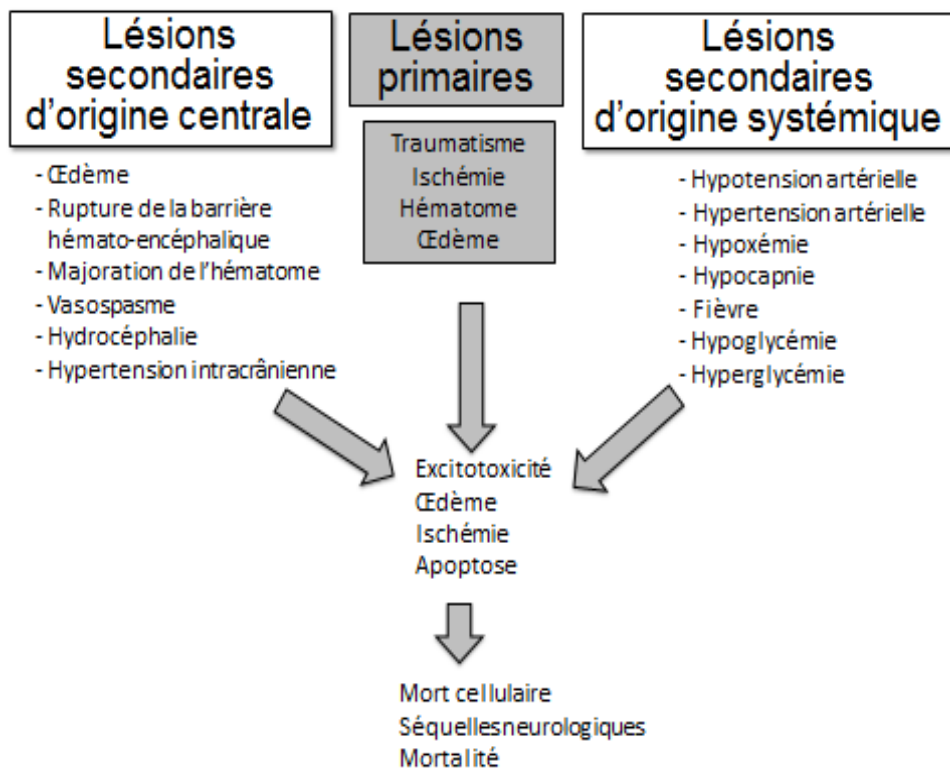 Lésions
secondaires
d'origine centrale
- Œdème
- Rupture de la barrière
hémato-encéphalique
- Majoration de l'hématome
- Vasospasme
- Hydrocéphalie
- Hypertension intracrânienne
Lésions
primaires
Traumatisme
Ischémie
Hématome
Œdème
Lésions
secondaires
d'origine systémique
- Hypotension artérielle
- Hypertension artérielle
- Hypoxémie
- Hypocapnie
- Fièvre
- Hypoglycémie
- Hyperglycémie
Excitotoxicité
Œdème
Ischémie
Apoptose
Mort cellulaire
Séquellesneurologiques
Mortalité